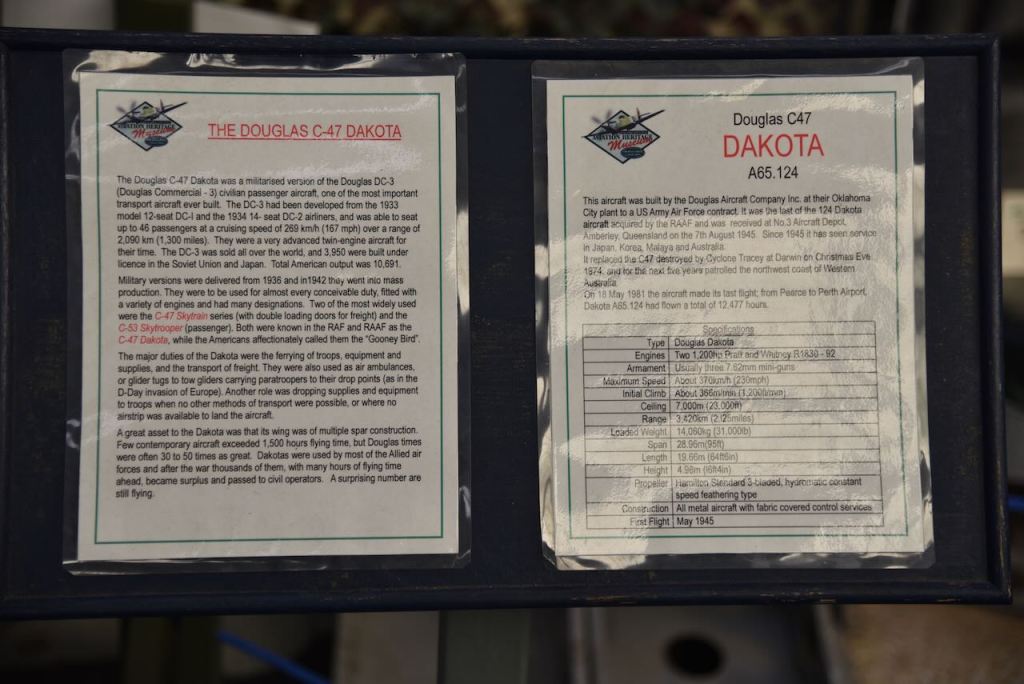 AVIATION HERITAGE
Museum
THE DOUGLAS C-47 DAKOTA
The Douglas C-47 Dakota was a militarised version of the Douglas DC-3
(Douglas Commercial - 3) civilian passenger aircraft, one of the most important
transport aircraft ever built. The DC-3 had been developed from the 1933
model 12-seat DC-I and the 1934 14- seat DC-2 airliners, and was able to seat
up to 46 passengers at a cruising speed of 269 km/h (167 mph) over a range of
2,090 km (1,300 miles). They were a very advanced twin-engine aircraft for
their time. The DC-3 was sold all over the world, and 3,950 were built under
licence in the Soviet Union and Japan. Total American output was 10,691.
Military versions were delivered from 1936 and in1942 they went into mass
production. They were to be used for almost every conceivable duty, fitted with
a variety of engines and had many designations. Two of the most widely used
were the C-47 Skytrain series (with double loading doors for freight) and the
C-53 Skytrooper (passenger). Both were known in the RAF and RAAF as the
C-47 Dakota, while the Americans affectionately called them the "Gooney Bird".
The major duties of the Dakota were the ferrying of troops, equipment and
supplies, and the transport of freight. They were also used as air ambulances,
or glider tugs to tow gliders carrying paratroopers to their drop points (as in the
D-Day invasion of Europe). Another role was dropping supplies and equipment
to troops when no other methods of transport were possible, or where no
airstrip was available to land the aircraft.
A great asset to the Dakota was that its wing was of multiple spar construction.
Few contemporary aircraft exceeded 1,500 hours flying time, but Douglas times
were often 30 to 50 times as great. Dakotas were used by most of the Allied air
forces and after the war thousands of them, with many hours of flying time
ahead, became surplus and passed to civil operators. A surprising number are
still flying.
AVIATION HERITAGE
Museum
Douglas C47
DAKOTA
A65.124
This aircraft was built by the Douglas Aircraft Company Inc. at their Oklahoma
City plant to a US Army Air Force contract. It was the last of the 124 Dakota
aircraft acquired by the RAAF and was received at No.3 Aircraft Depot,
Amberley, Queensland on the 7th August 1945. Since 1945 it has seen service
in Japan, Korea, Malaya and Australia.
It replaced the C47 destroyed by Cyclone Tracey at Darwin on Christmas Eve
1974, and for the next five years patrolled the northwest coast of Western
Australia.
On 18 May 1981 the aircraft made its last flight; from Pearce to Perth Airport,
Dakota A65.124 had flown a total of 12,477 hours.
Specifications
Type Douglas Dakota
Engines Two 1,200hp Pratt and Whitney R1830 - 92
Armament Usually three 7.62mm mini-guns
Maximum Speed About 370km/h (230mph)
Initial Climb About 366m/min (1,200ft/min)
Ceiling 7,000m (23,000ft)
Range 3,420km (2,125miles)
Loaded Weight 14,060kg (31,000lb)
Span 28.96m(95ft)
Length 19.66m (64ft6in)
Height 4.98m (16ft4in)
Propeller Hamilton Standard 3-bladed, hydromatic constant
speed feathering type
Construction All metal aircraft with fabric covered control services
First Flight May 1945